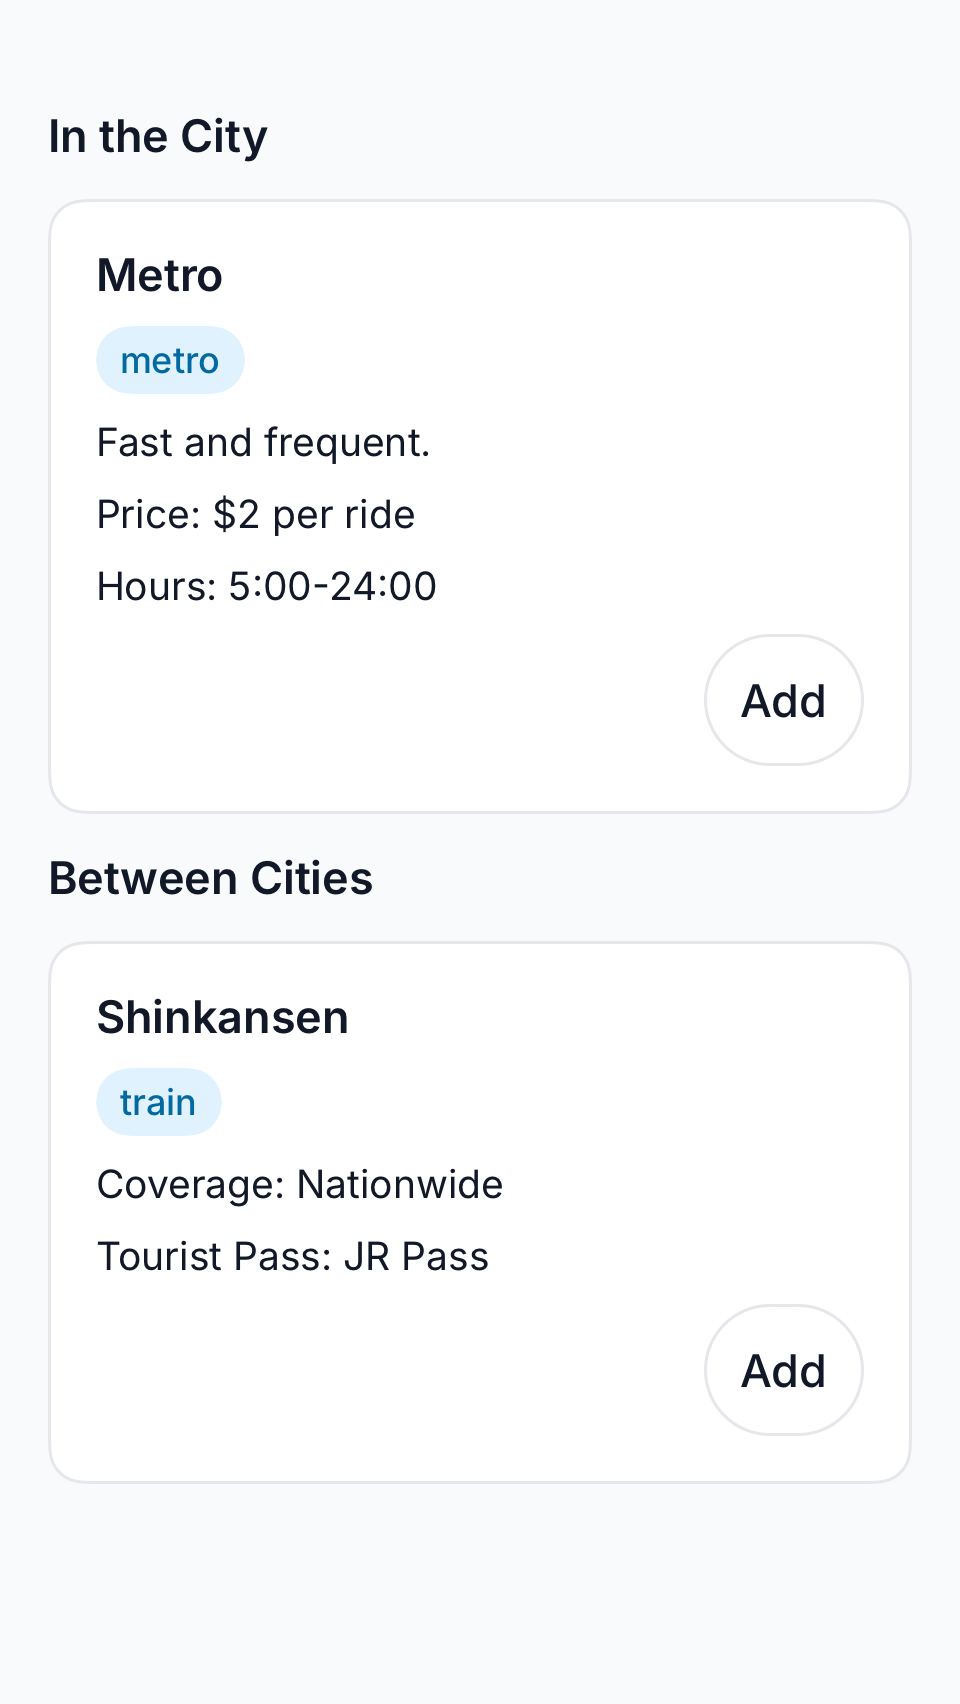 In the City
Metro
metro
Fast and frequent.
Price: $2 per ride
Hours: 5:00-24:00
Add
Between Cities
Shinkansen
train
Coverage: Nationwide
Tourist Pass: JR Pass
Add